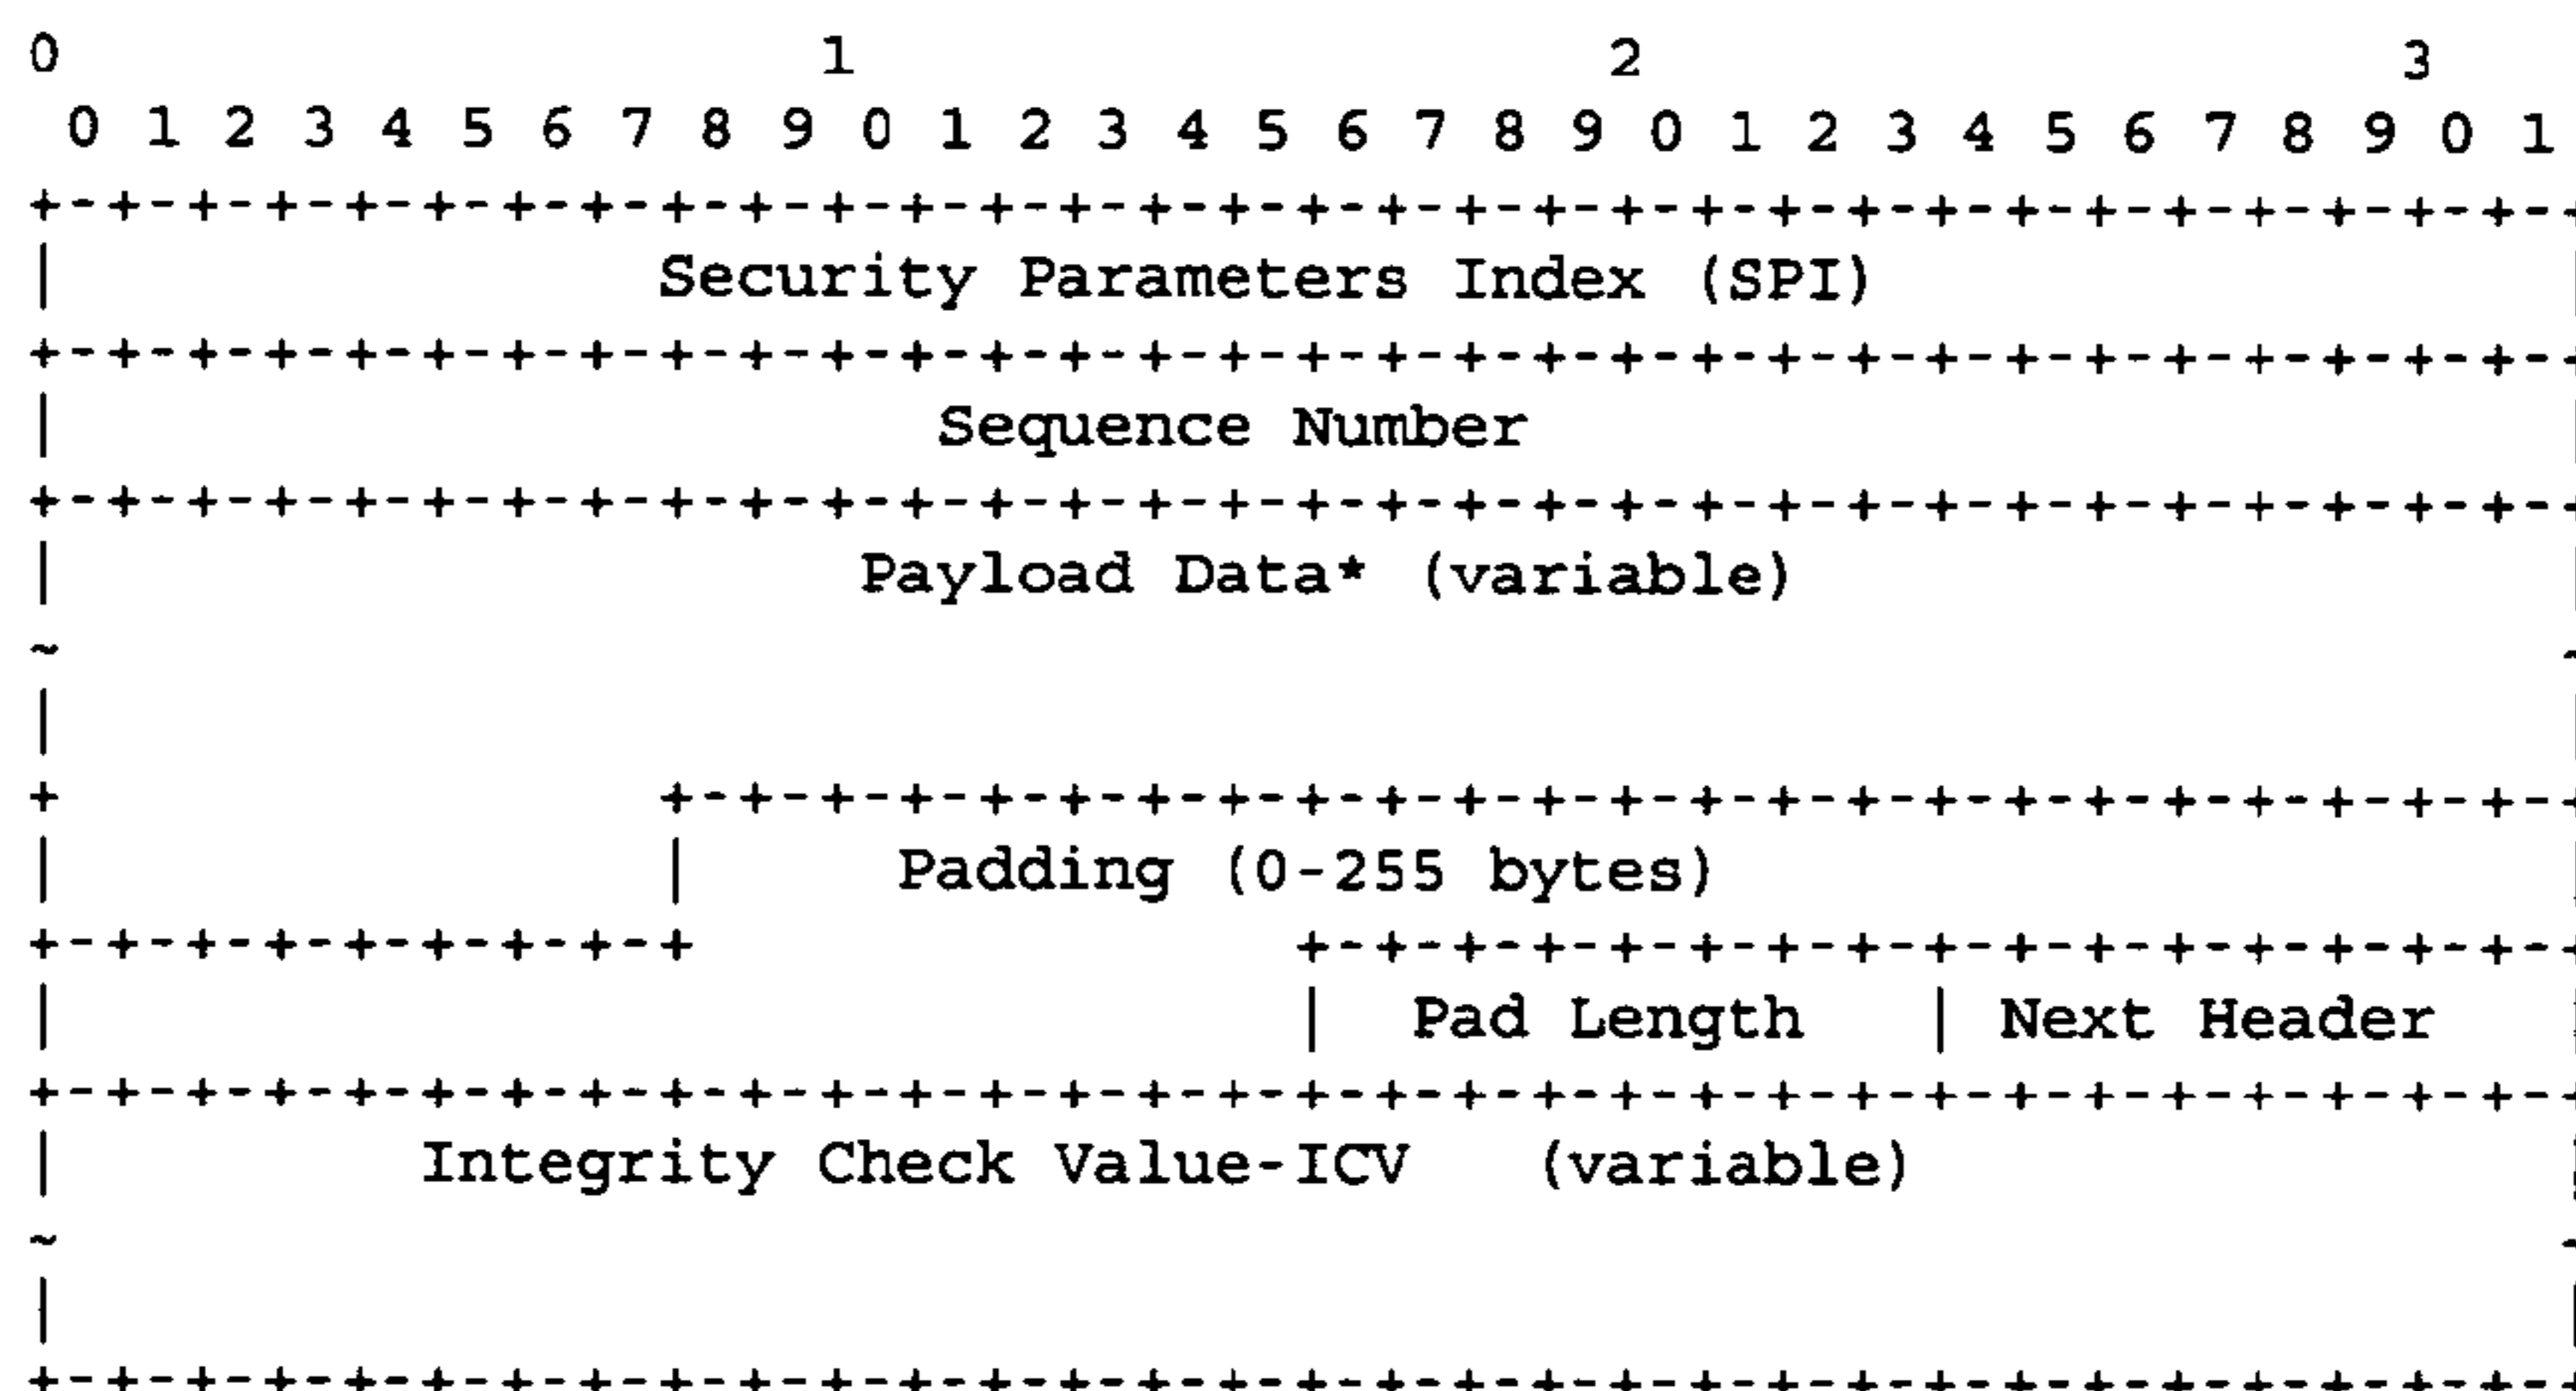 0                   1                   2                   3
 0 1 2 3 4 5 6 7 8 9 0 1 2 3 4 5 6 7 8 9 0 1 2 3 4 5 6 7 8 9 0 1
+-+-+-+-+-+-+-+-+-+-+-+-+-+-+-+-+-+-+-+-+-+-+-+-+-+-+-+-+-+-+-+-+
|               Security Parameters Index (SPI)                 |
+-+-+-+-+-+-+-+-+-+-+-+-+-+-+-+-+-+-+-+-+-+-+-+-+-+-+-+-+-+-+-+-+
|                      Sequence Number                          |
+-+-+-+-+-+-+-+-+-+-+-+-+-+-+-+-+-+-+-+-+-+-+-+-+-+-+-+-+-+-+-+-+
|                    Payload Data* (variable)                   |
~                                                               ~
|                                                               |
+               +-+-+-+-+-+-+-+-+-+-+-+-+-+-+-+-+-+-+-+-+-+-+-+-+
|               |     Padding (0-255 bytes)                     |
+-+-+-+-+-+-+-+-+               +-+-+-+-+-+-+-+-+-+-+-+-+-+-+-+-+
|                               |  Pad Length   | Next Header   |
+-+-+-+-+-+-+-+-+-+-+-+-+-+-+-+-+-+-+-+-+-+-+-+-+-+-+-+-+-+-+-+-+
|         Integrity Check Value-ICV   (variable)                |
~                                                               ~
|                                                               |
+-+-+-+-+-+-+-+-+-+-+-+-+-+-+-+-+-+-+-+-+-+-+-+-+-+-+-+-+-+-+-+-+